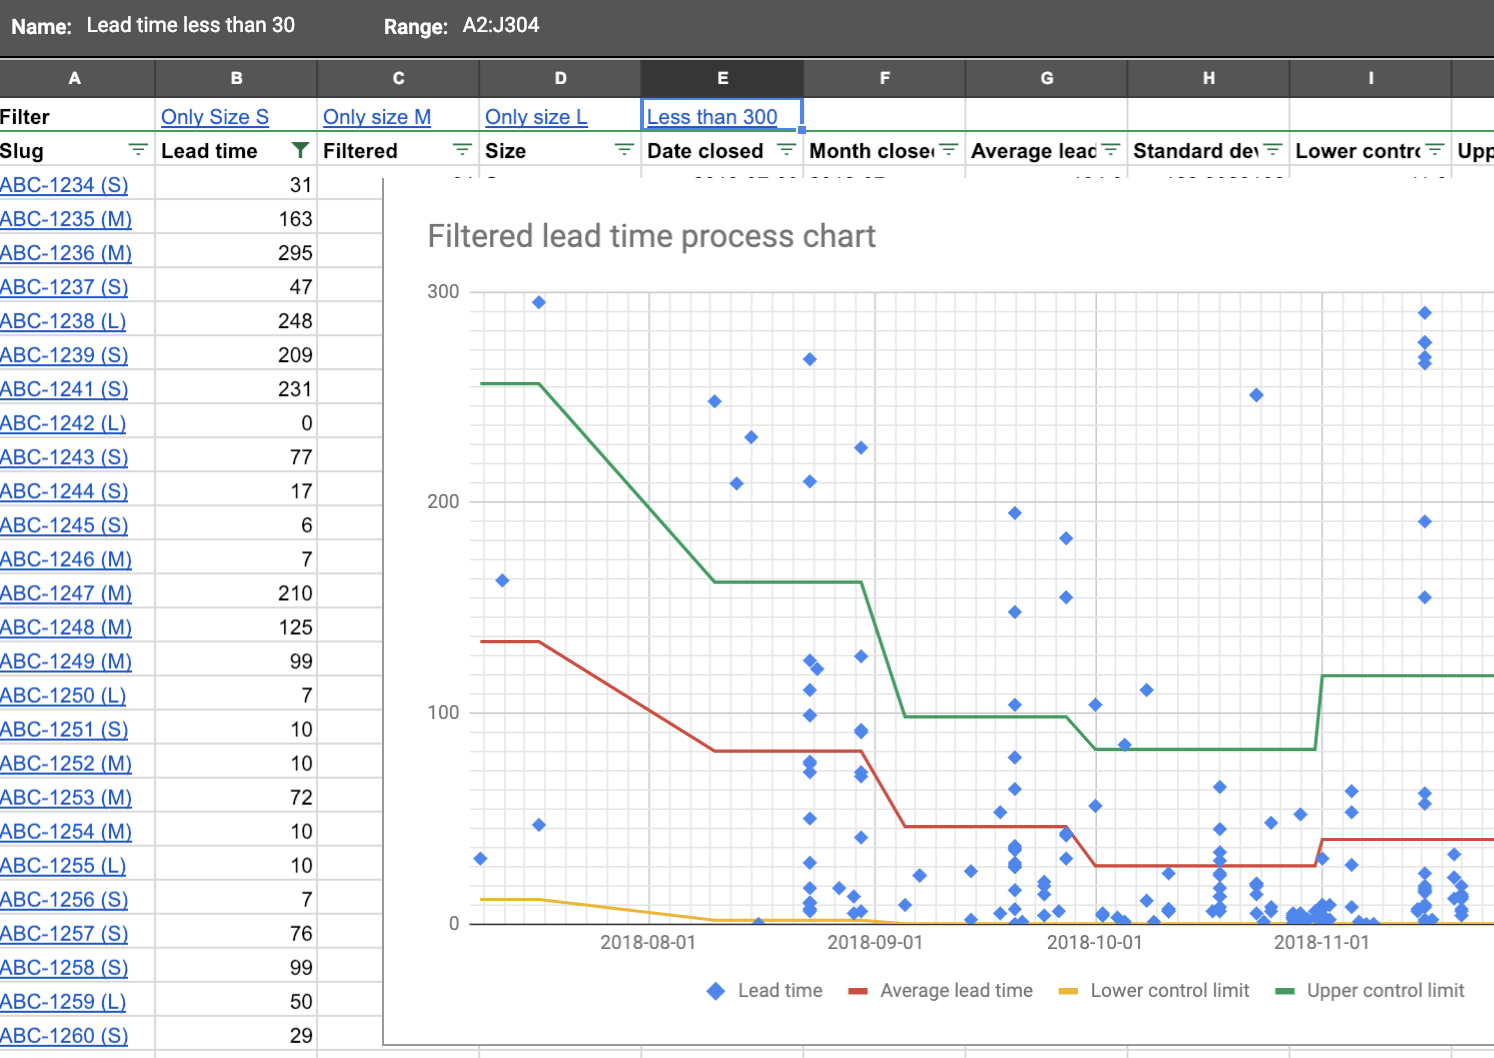 Name: Lead time less than 30 Range: A2:J304
A B C D E F G H I
Filter Only Size S Only size M Only size L Less than 300
Slug Lead time Filtered Size Date closed Month close Average lead Standard de Lower contr Upp
ABC-1234 (S) 31
ABC-1235 (M) 163
ABC-1236 (M) 295
ABC-1237 (S) 47
ABC-1238 (L) 248
ABC-1239 (S) 209
ABC-1241 (S) 231
ABC-1242 (L) 0
ABC-1243 (S) 77
ABC-1244 (S) 17
ABC-1245 (S) 6
ABC-1246 (M) 7
ABC-1247 (M) 210
ABC-1248 (M) 125
ABC-1249 (M) 99
ABC-1250 (L) 7
ABC-1251 (S) 10
ABC-1252 (M) 10
ABC-1253 (M) 72
ABC-1254 (M) 10
ABC-1255 (L) 10
ABC-1256 (S) 7
ABC-1257 (S) 76
ABC-1258 (S) 99
ABC-1259 (L) 50
ABC-1260 (S) 29
Filtered lead time process chart
300
200
100
0
2018-08-01 2018-09-01 2018-10-01 2018-11-01
Lead time Average lead time Lower control limit Upper control limit